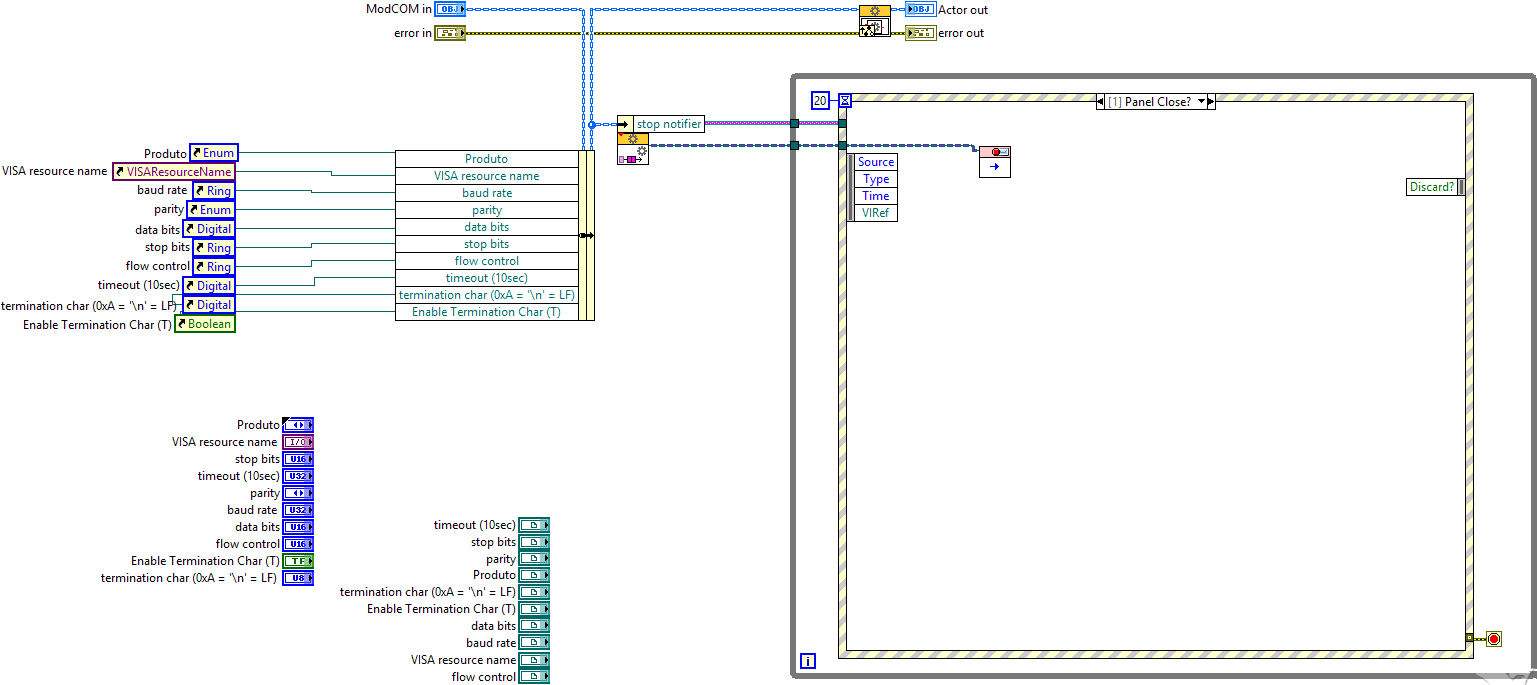 ModCOM in
OBJ
OBJ
Actor out
error in
error out
20
[1] Panel Close?
stop notifier
Produto
Enum
VISA resource name
VISAResourceName
baud rate
Ring
parity
Enum
data bits
Digital
stop bits
Ring
flow control
Ring
timeout (10sec)
Digital
termination char (0xA = '\n' = LF)
Digital
Enable Termination Char (T)
Boolean
Produto
VISA resource name
baud rate
parity
data bits
stop bits
flow control
timeout (10sec)
termination char (0xA = '\n' = LF)
Enable Termination Char (T)
Source
Type
Time
VIRef
Discard?
Produto
VISA resource name
I/O
stop bits
U16
timeout (10sec)
U32
parity
baud rate
U32
data bits
U16
flow control
U16
Enable Termination Char (T)
TF
termination char (0xA = '\n' = LF)
U8
timeout (10sec)
stop bits
parity
Produto
termination char (0xA = '\n' = LF)
Enable Termination Char (T)
data bits
baud rate
VISA resource name
flow control
i